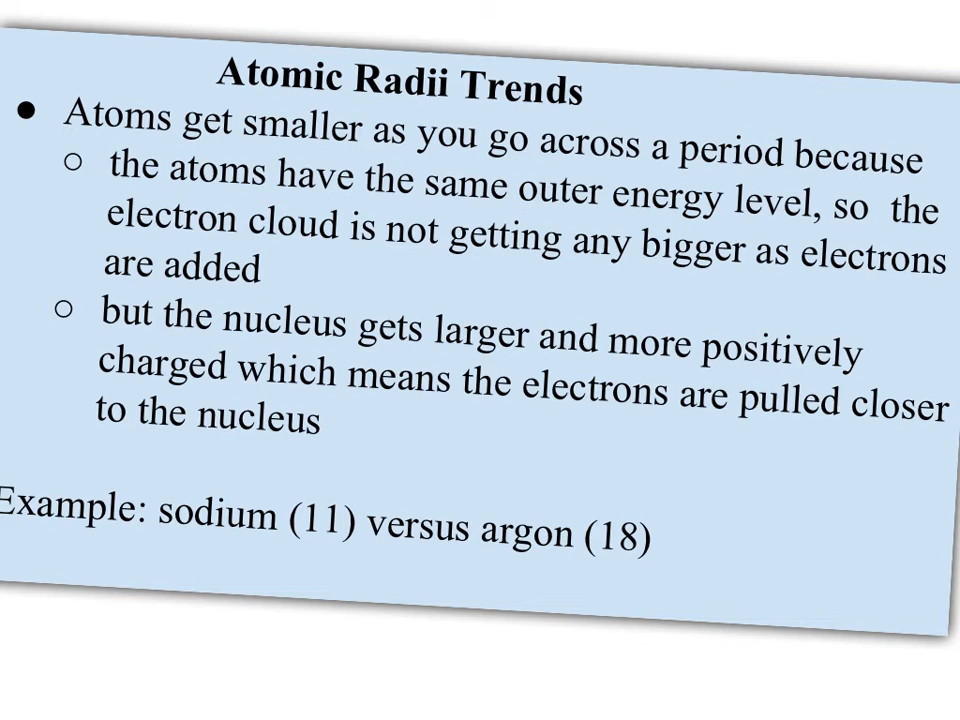 Atomic Radii Trends
● Atoms get smaller as you go across a period because
○ the atoms have the same outer energy level, so the
electron cloud is not getting any bigger as electrons
are added
○ but the nucleus gets larger and more positively
charged which means the electrons are pulled closer
to the nucleus
Example: sodium (11) versus argon (18)